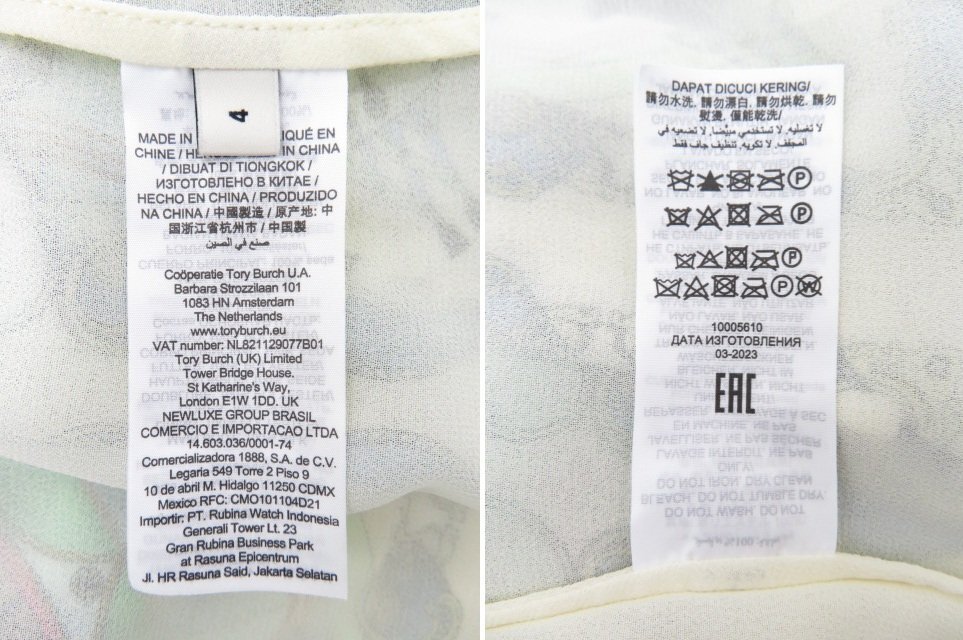 4
MADE IN IQUÉ EN
CHINE / HE IN CHINA
/ DIBUAT DI TIONGKOK /
ИЗГОТОВЛЕНО В КИТАЕ /
HECHO EN CHINA / PRODUZIDO
NA CHINA / 中國製造 / 原产地: 中
国浙江省杭州市 / 中国製
صنع في الصين
Coöperatie Tory Burch U.A.
Barbara Strozzilaan 101
1083 HN Amsterdam
The Netherlands
www.toryburch.eu
VAT number: NL821129077B01
Tory Burch (UK) Limited
Tower Bridge House.
St Katharine's Way,
London E1W 1DD. UK
NEWLUXE GROUP BRASIL
COMERCIO E IMPORTACAO LTDA
14.603.036/0001-74
Comercializadora 1888, S.A. de C.V.
Legaria 549 Torre 2 Piso 9
10 de abril M. Hidalgo 11250 CDMX
Mexico RFC: CMO101104D21
Importir: PT. Rubina Watch Indonesia
Generali Tower Lt. 23
Gran Rubina Business Park
at Rasuna Epicentrum
Jl. HR Rasuna Said, Jakarta Selatan
DAPAT DICUCI KERING/
請勿水洗, 請勿漂白, 請勿烘乾, 請勿
熨燙, 僅能乾洗/
لا تغسليه, لا تستخدمي مبيّضا, لا تضعيه في
المجفف, لا تكويه, تنظيف جاف فقط
10005610
ДАТА ИЗГОТОВЛЕНИЯ
03-2023
EAC